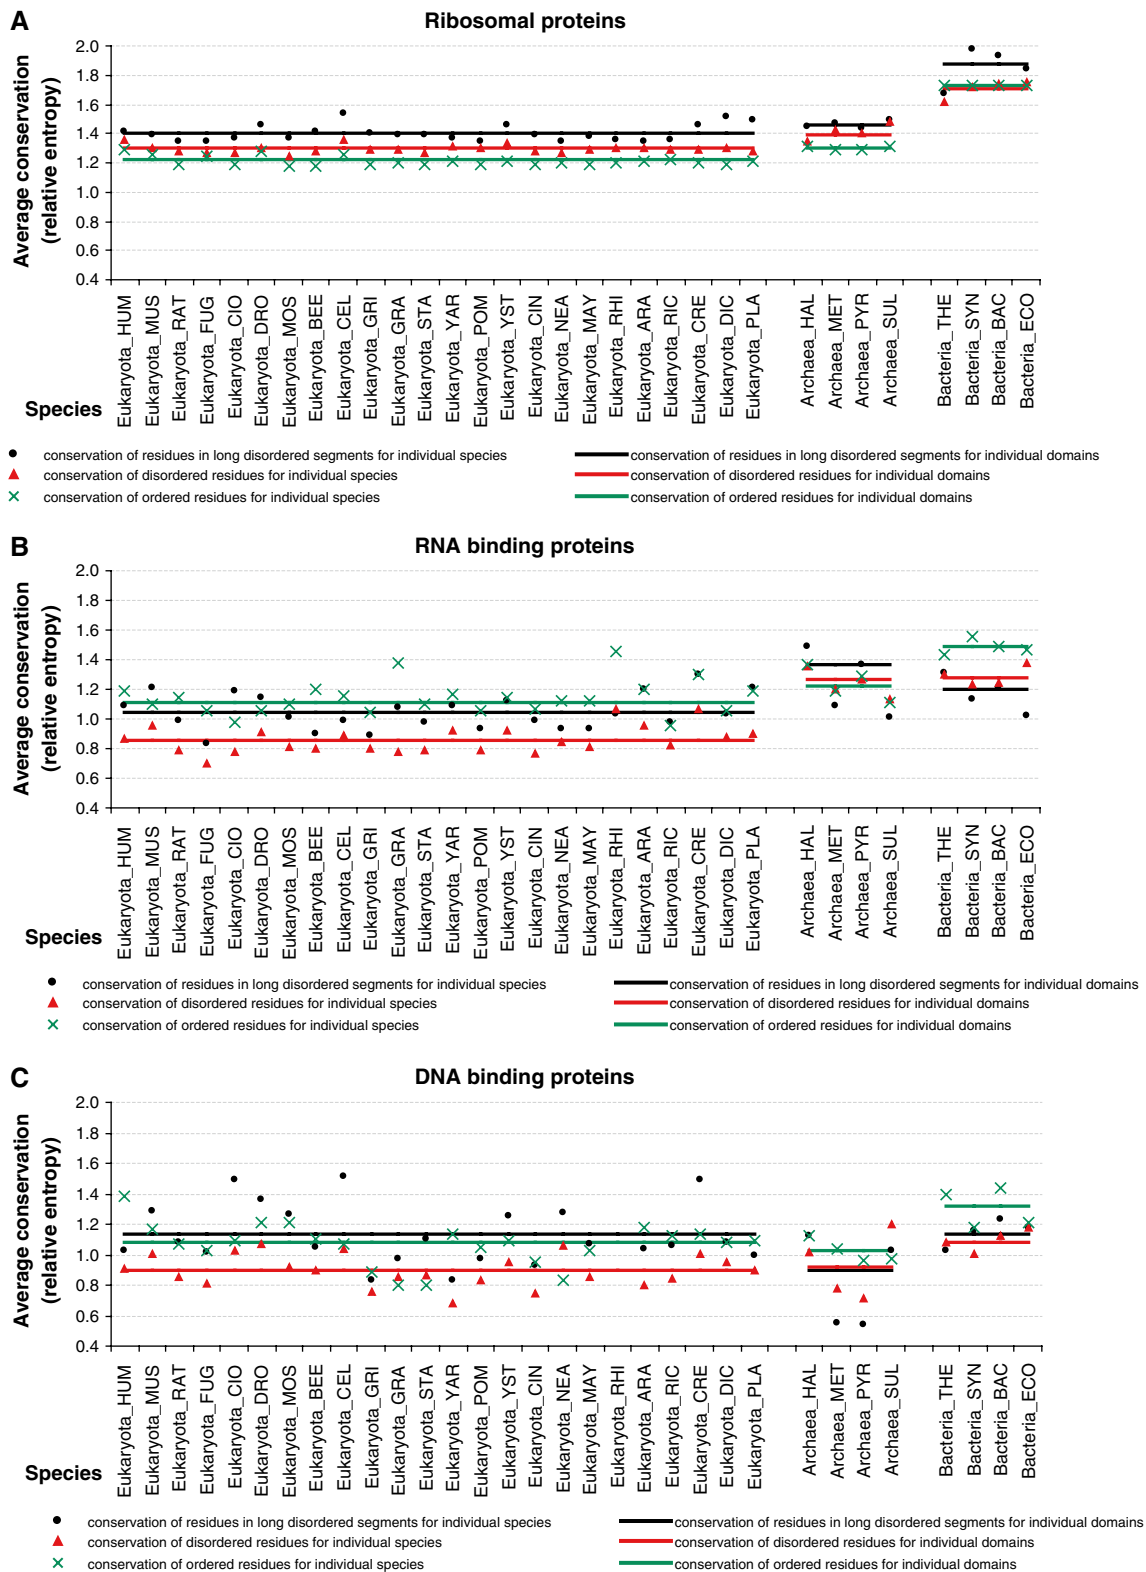 A
Ribosomal proteins
Average conservation
(relative entropy)
2.0
1.8
1.6
1.4
1.2
1.0
0.8
0.6
0.4
Eukaryota_HUM
Eukaryota_MUS
Eukaryota_RAT
Eukaryota_FUG
Eukaryota_CIO
Eukaryota_DRO
Eukaryota_MOS
Eukaryota_BEE
Eukaryota_CEL
Eukaryota_GRI
Eukaryota_GRA
Eukaryota_STA
Eukaryota_YAR
Eukaryota_POM
Eukaryota_YST
Eukaryota_CIN
Eukaryota_NEA
Eukaryota_MAY
Eukaryota_RHI
Eukaryota_ARA
Eukaryota_RIC
Eukaryota_CRE
Eukaryota_DIC
Eukaryota_PLA
Archaea_HAL
Archaea_MET
Archaea_PYR
Archaea_SUL
Bacteria_THE
Bacteria_SYN
Bacteria_BAC
Bacteria_ECO
Species
conservation of residues in long disordered segments for individual species
conservation of disordered residues for individual species
conservation of ordered residues for individual species
conservation of residues in long disordered segments for individual domains
conservation of disordered residues for individual domains
conservation of ordered residues for individual domains
B
RNA binding proteins
Average conservation
(relative entropy)
2.0
1.8
1.6
1.4
1.2
1.0
0.8
0.6
0.4
Eukaryota_HUM
Eukaryota_MUS
Eukaryota_RAT
Eukaryota_FUG
Eukaryota_CIO
Eukaryota_DRO
Eukaryota_MOS
Eukaryota_BEE
Eukaryota_CEL
Eukaryota_GRI
Eukaryota_GRA
Eukaryota_STA
Eukaryota_YAR
Eukaryota_POM
Eukaryota_YST
Eukaryota_CIN
Eukaryota_NEA
Eukaryota_MAY
Eukaryota_RHI
Eukaryota_ARA
Eukaryota_RIC
Eukaryota_CRE
Eukaryota_DIC
Eukaryota_PLA
Archaea_HAL
Archaea_MET
Archaea_PYR
Archaea_SUL
Bacteria_THE
Bacteria_SYN
Bacteria_BAC
Bacteria_ECO
Species
conservation of residues in long disordered segments for individual species
conservation of disordered residues for individual species
conservation of ordered residues for individual species
conservation of residues in long disordered segments for individual domains
conservation of disordered residues for individual domains
conservation of ordered residues for individual domains
C
DNA binding proteins
Average conservation
(relative entropy)
2.0
1.8
1.6
1.4
1.2
1.0
0.8
0.6
0.4
Eukaryota_HUM
Eukaryota_MUS
Eukaryota_RAT
Eukaryota_FUG
Eukaryota_CIO
Eukaryota_DRO
Eukaryota_MOS
Eukaryota_BEE
Eukaryota_CEL
Eukaryota_GRI
Eukaryota_GRA
Eukaryota_STA
Eukaryota_YAR
Eukaryota_POM
Eukaryota_YST
Eukaryota_CIN
Eukaryota_NEA
Eukaryota_MAY
Eukaryota_RHI
Eukaryota_ARA
Eukaryota_RIC
Eukaryota_CRE
Eukaryota_DIC
Eukaryota_PLA
Archaea_HAL
Archaea_MET
Archaea_PYR
Archaea_SUL
Bacteria_THE
Bacteria_SYN
Bacteria_BAC
Bacteria_ECO
Species
conservation of residues in long disordered segments for individual species
conservation of disordered residues for individual species
conservation of ordered residues for individual species
conservation of residues in long disordered segments for individual domains
conservation of disordered residues for individual domains
conservation of ordered residues for individual domains